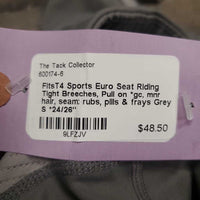 The Tack Collector
600174-6
FitsT4 Sports Euro Seat Riding
Tight Breeches, Pull on *gc, mnr
hair, seam: rubs, pills & frays Grey
S *24/26"
9LFZJV
$48.50